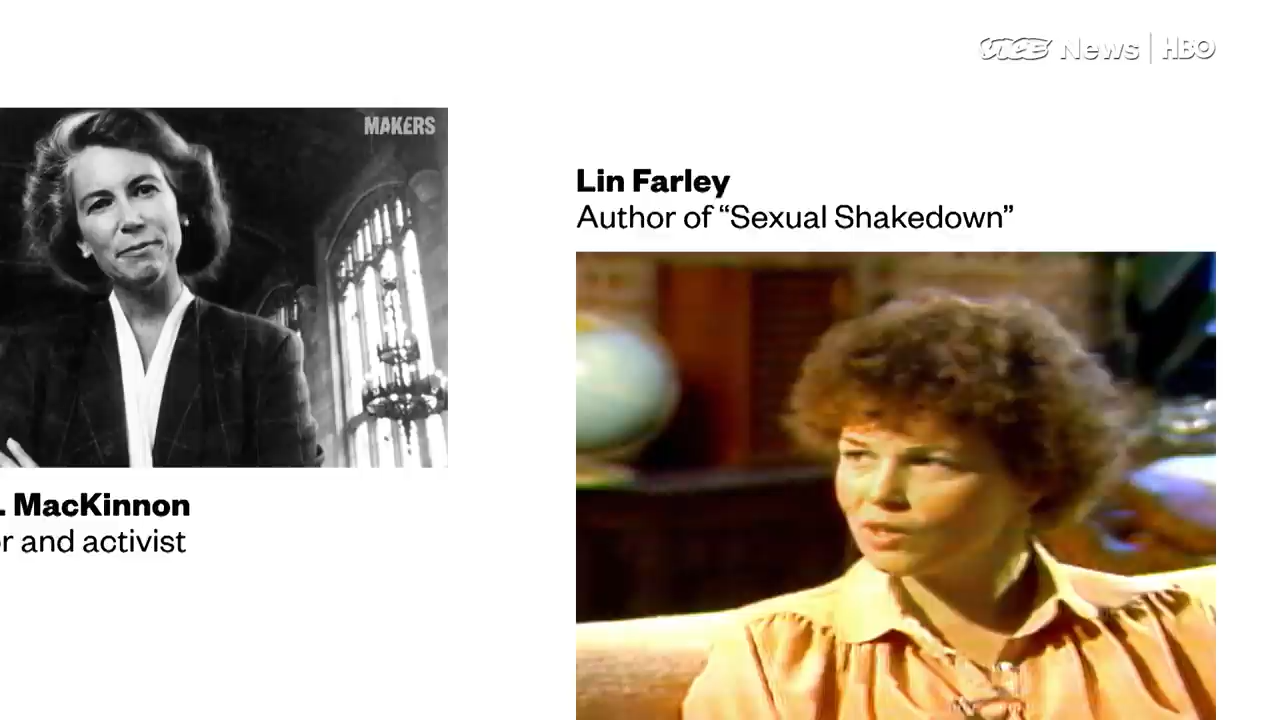 VICE News | HBO
MAKERS
Lin Farley
Author of “Sexual Shakedown”
. MacKinnon
r and activist